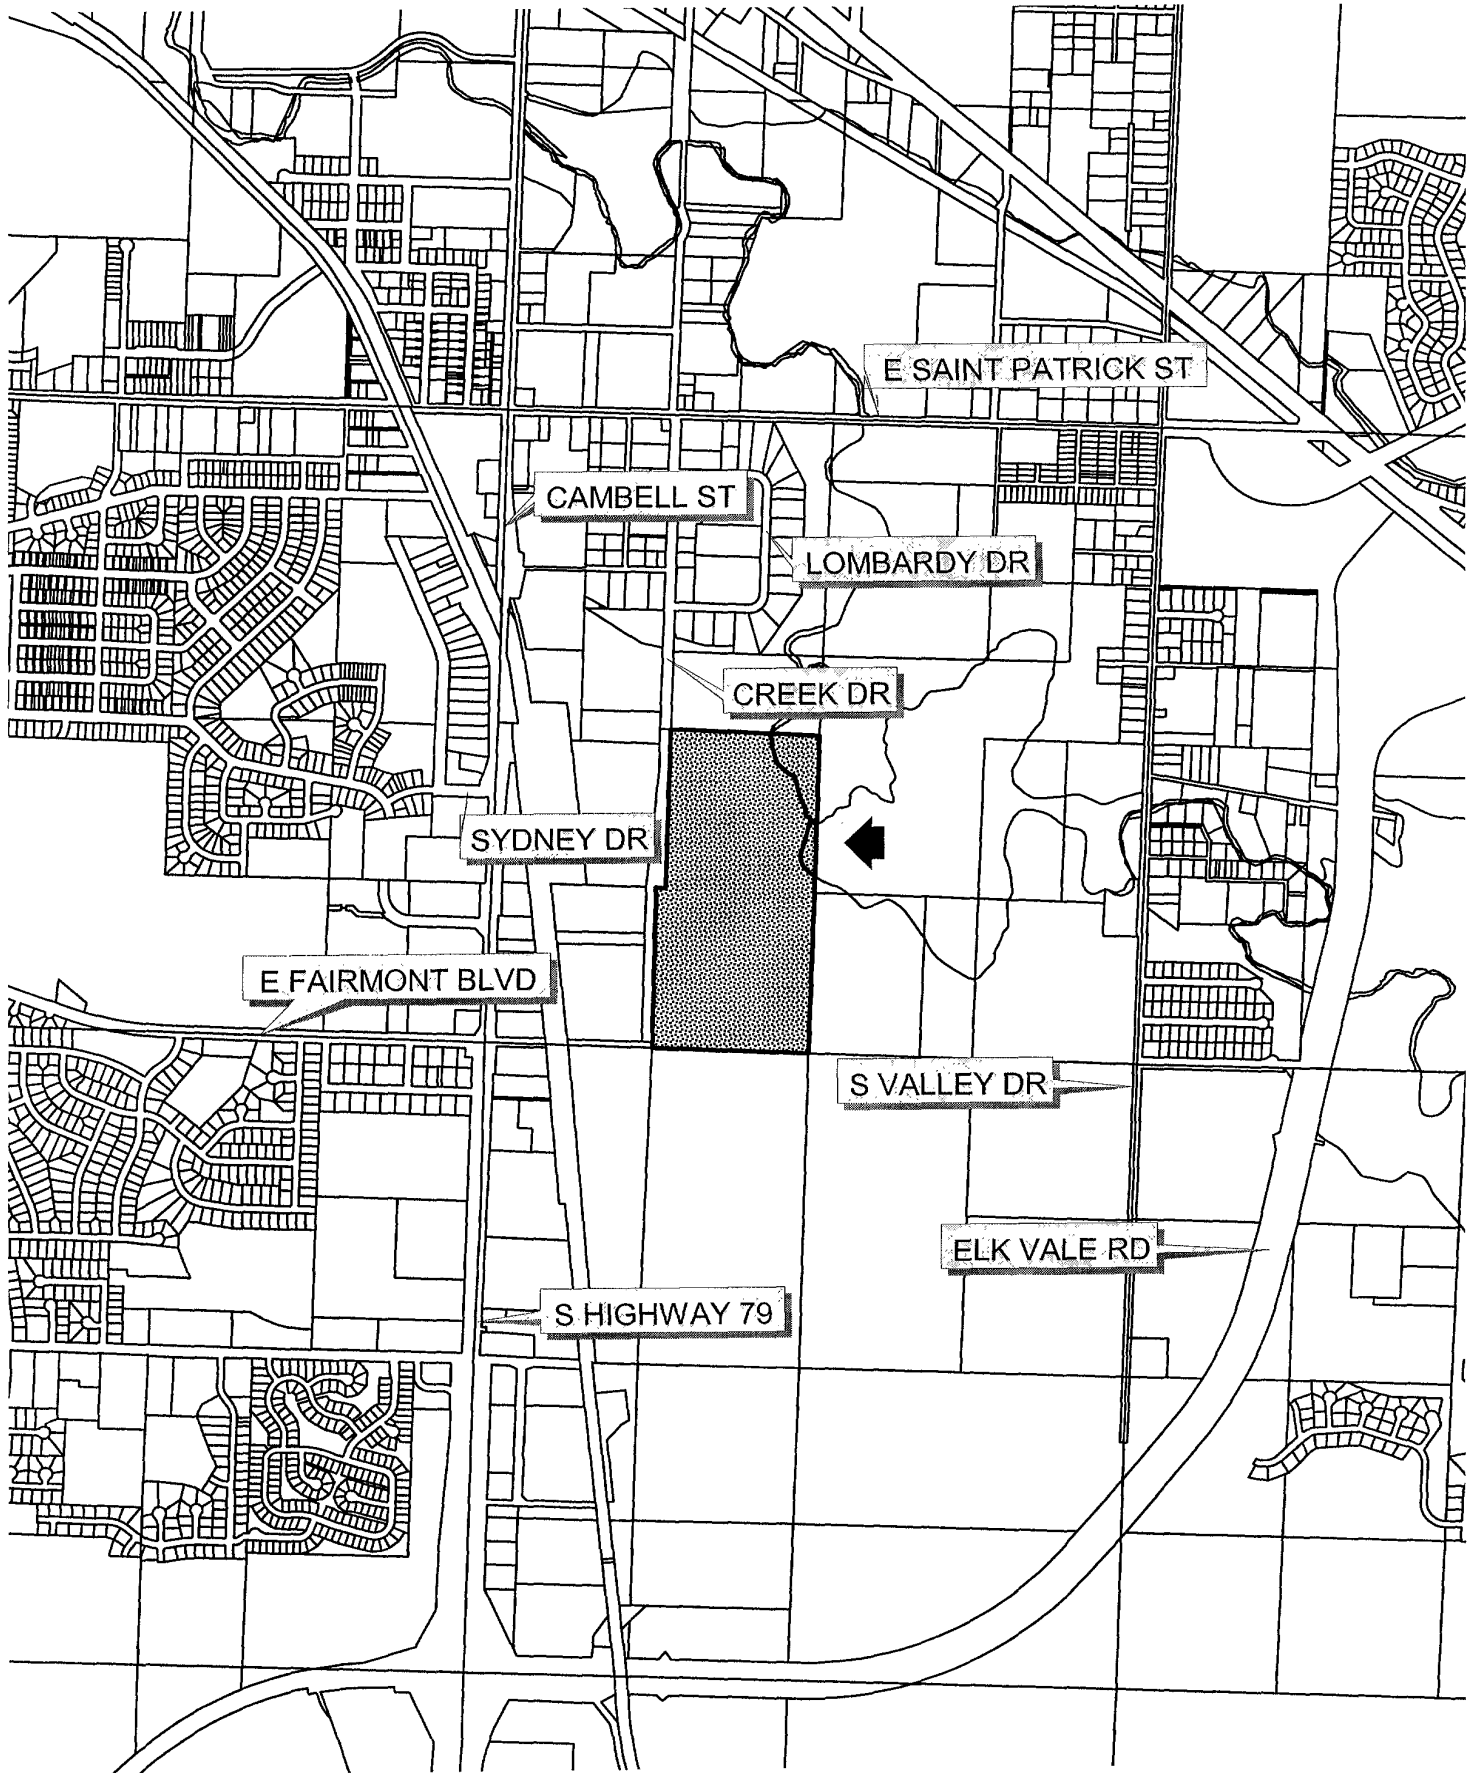 E SAINT PATRICK ST
CAMBELL ST
LOMBARDY DR
CREEK DR
SYDNEY DR
E FAIRMONT BLVD
S VALLEY DR
ELK VALE RD
S HIGHWAY 79